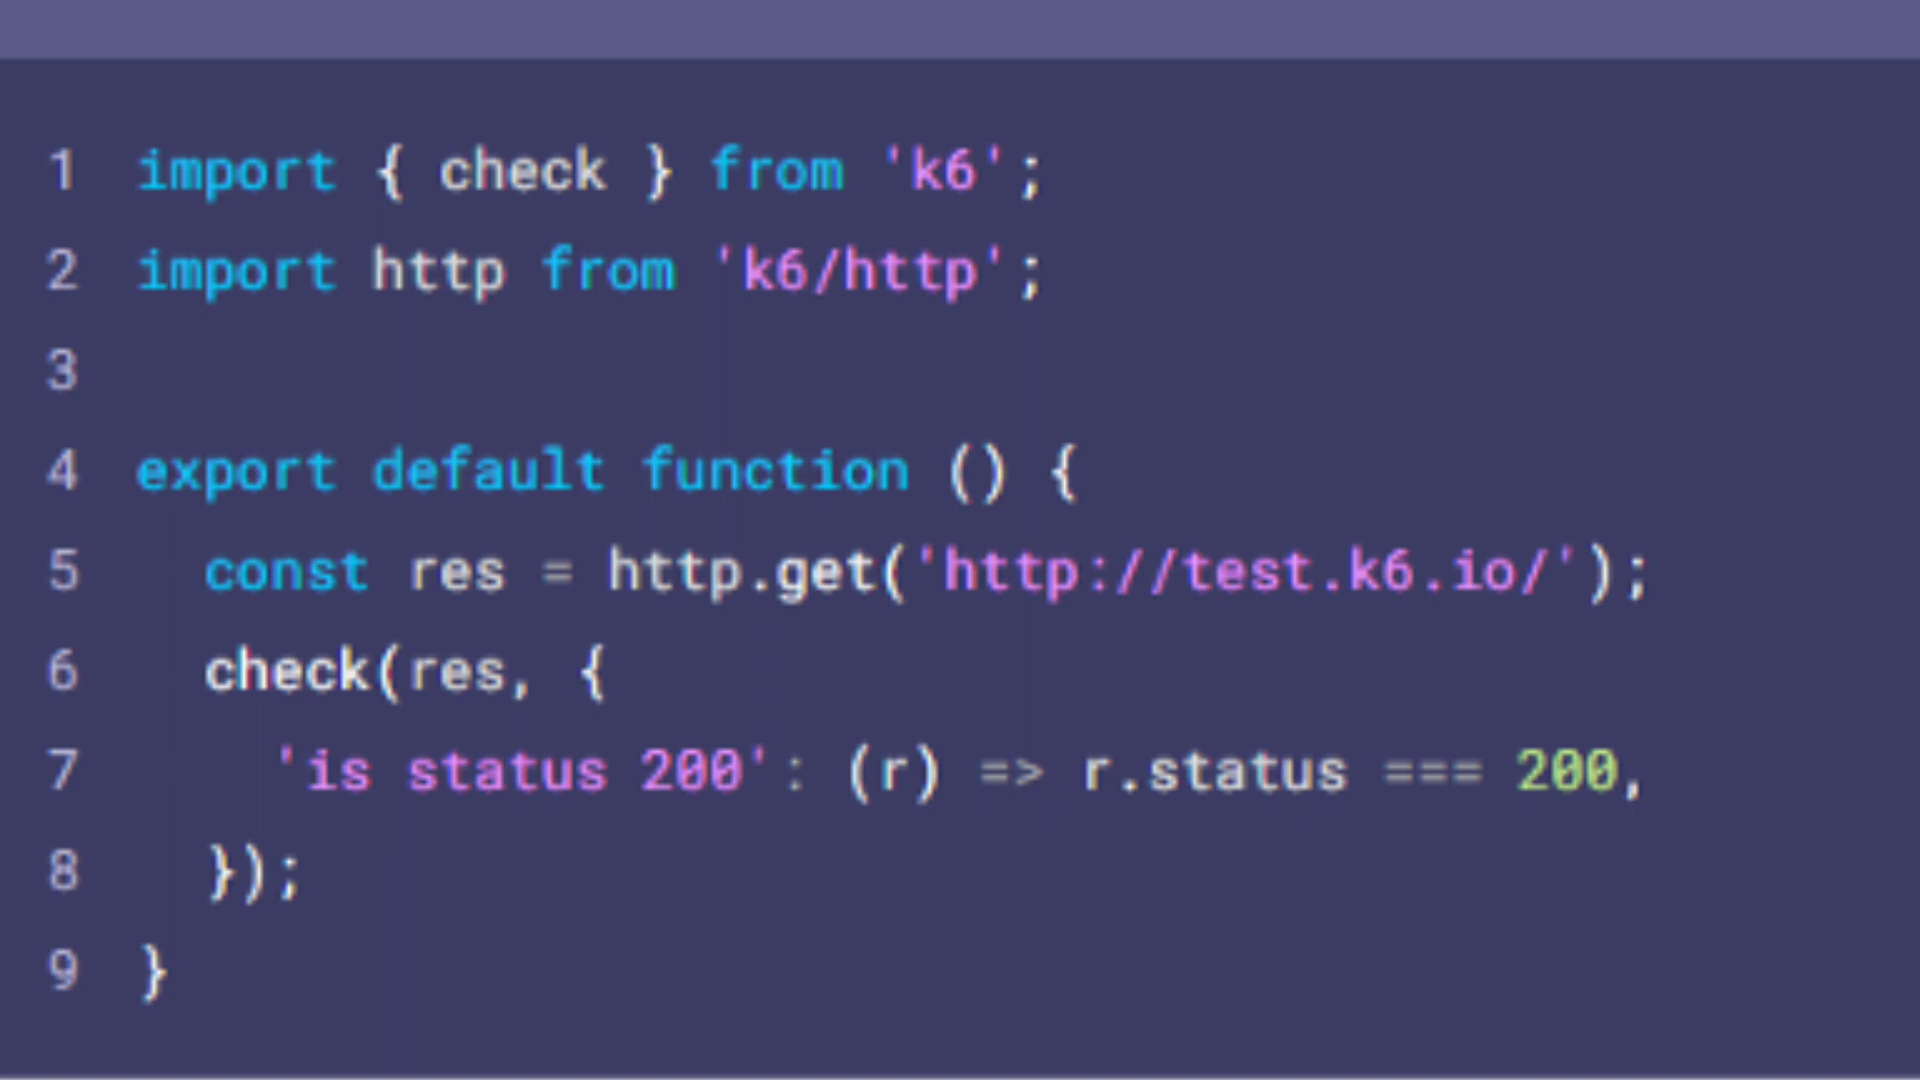 1 import { check } from 'k6';
2 import http from 'k6/http';
3
4 export default function () {
5   const res = http.get('http://test.k6.io/');
6   check(res, {
7     'is status 200': (r) => r.status === 200,
8   });
9 }